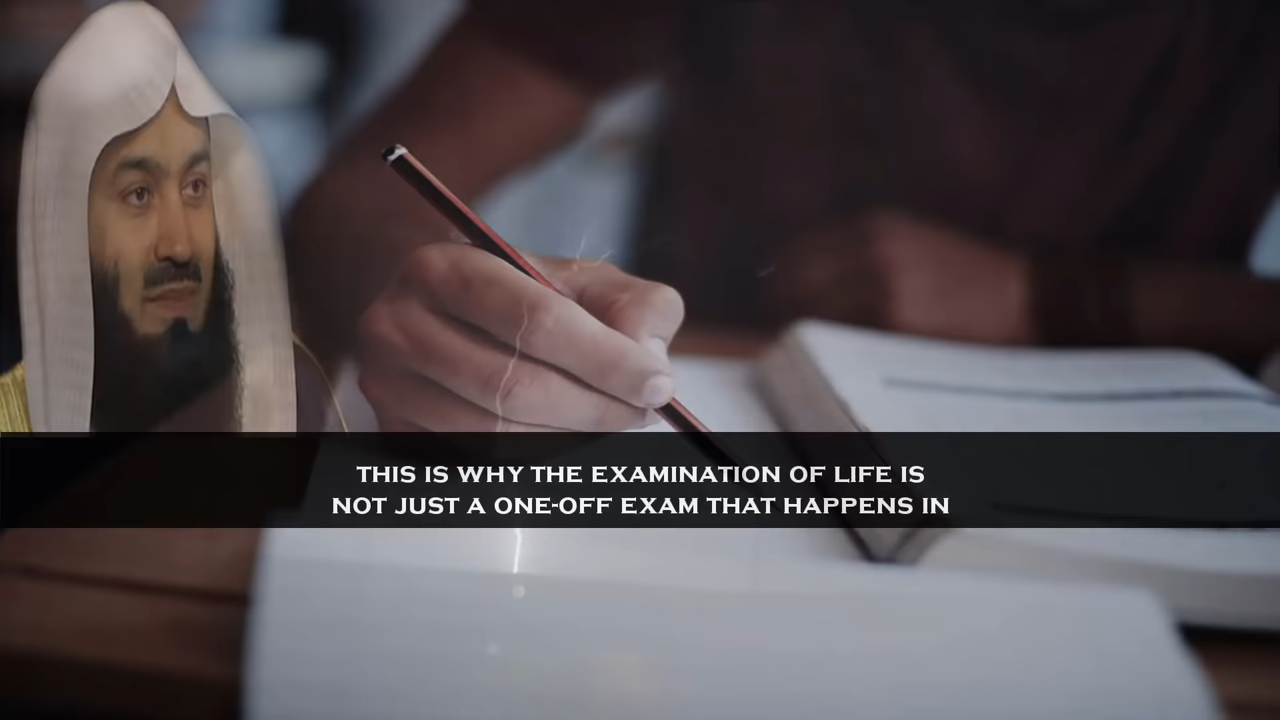 THIS IS WHY THE EXAMINATION OF LIFE IS
NOT JUST A ONE-OFF EXAM THAT HAPPENS IN